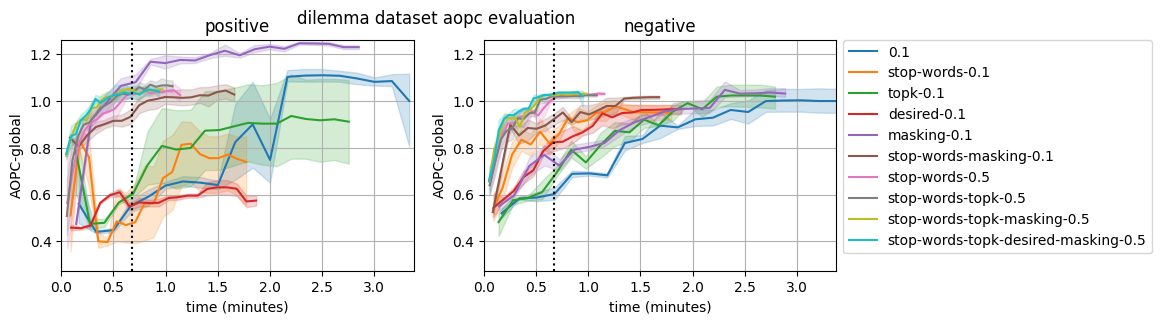 dilemma dataset aopc evaluation
positive
AOPC-global
1.2
1.0
0.8
0.6
0.4
0.0
0.5
1.0
1.5
2.0
2.5
3.0
time (minutes)
negative
AOPC-global
1.2
1.0
0.8
0.6
0.4
0.0
0.5
1.0
1.5
2.0
2.5
3.0
time (minutes)
0.1
stop-words-0.1
topk-0.1
desired-0.1
masking-0.1
stop-words-masking-0.1
stop-words-0.5
stop-words-topk-0.5
stop-words-topk-masking-0.5
stop-words-topk-desired-masking-0.5